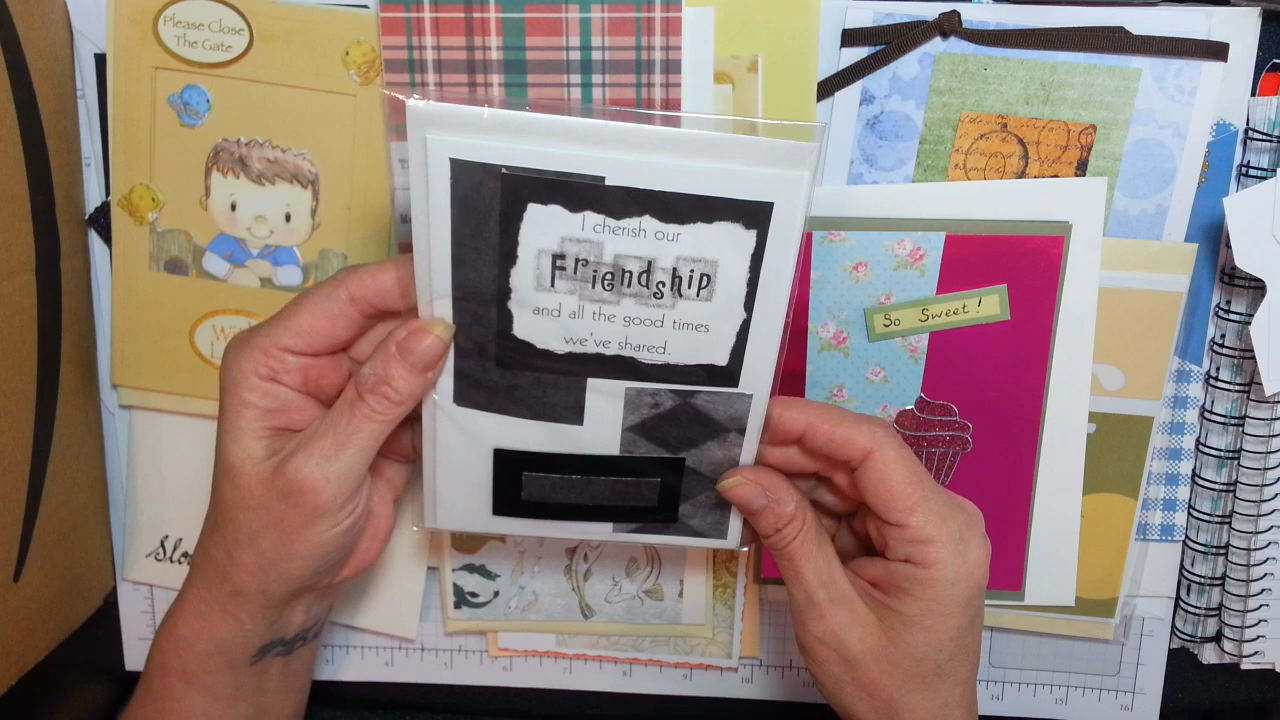 Please Close
The Gate
I cherish our
Friendship
and all the good times
we've shared.
So Sweet!